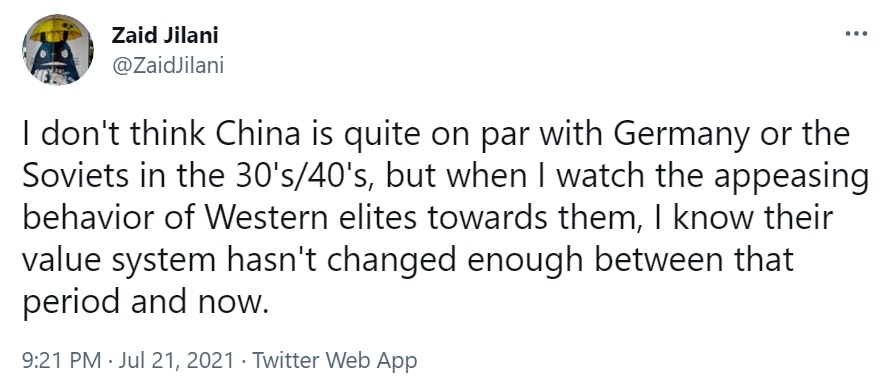 Zaid Jilani
@ZaidJilani
I don't think China is quite on par with Germany or the
Soviets in the 30's/40's, but when I watch the appeasing
behavior of Western elites towards them, I know their
value system hasn't changed enough between that
period and now.
9:21 PM · Jul 21, 2021 · Twitter Web App